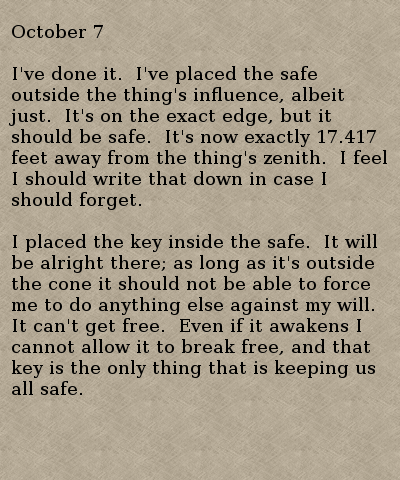 October 7
I've done it.  I've placed the safe
outside the thing's influence, albeit
just.  It's on the exact edge, but it
should be safe.  It's now exactly 17.417
feet away from the thing's zenith.  I feel
I should write that down in case I
should forget.
I placed the key inside the safe.  It will
be alright there; as long as it's outside
the cone it should not be able to force
me to do anything else against my will.
It can't get free.  Even if it awakens I
cannot allow it to break free, and that
key is the only thing that is keeping us
all safe.